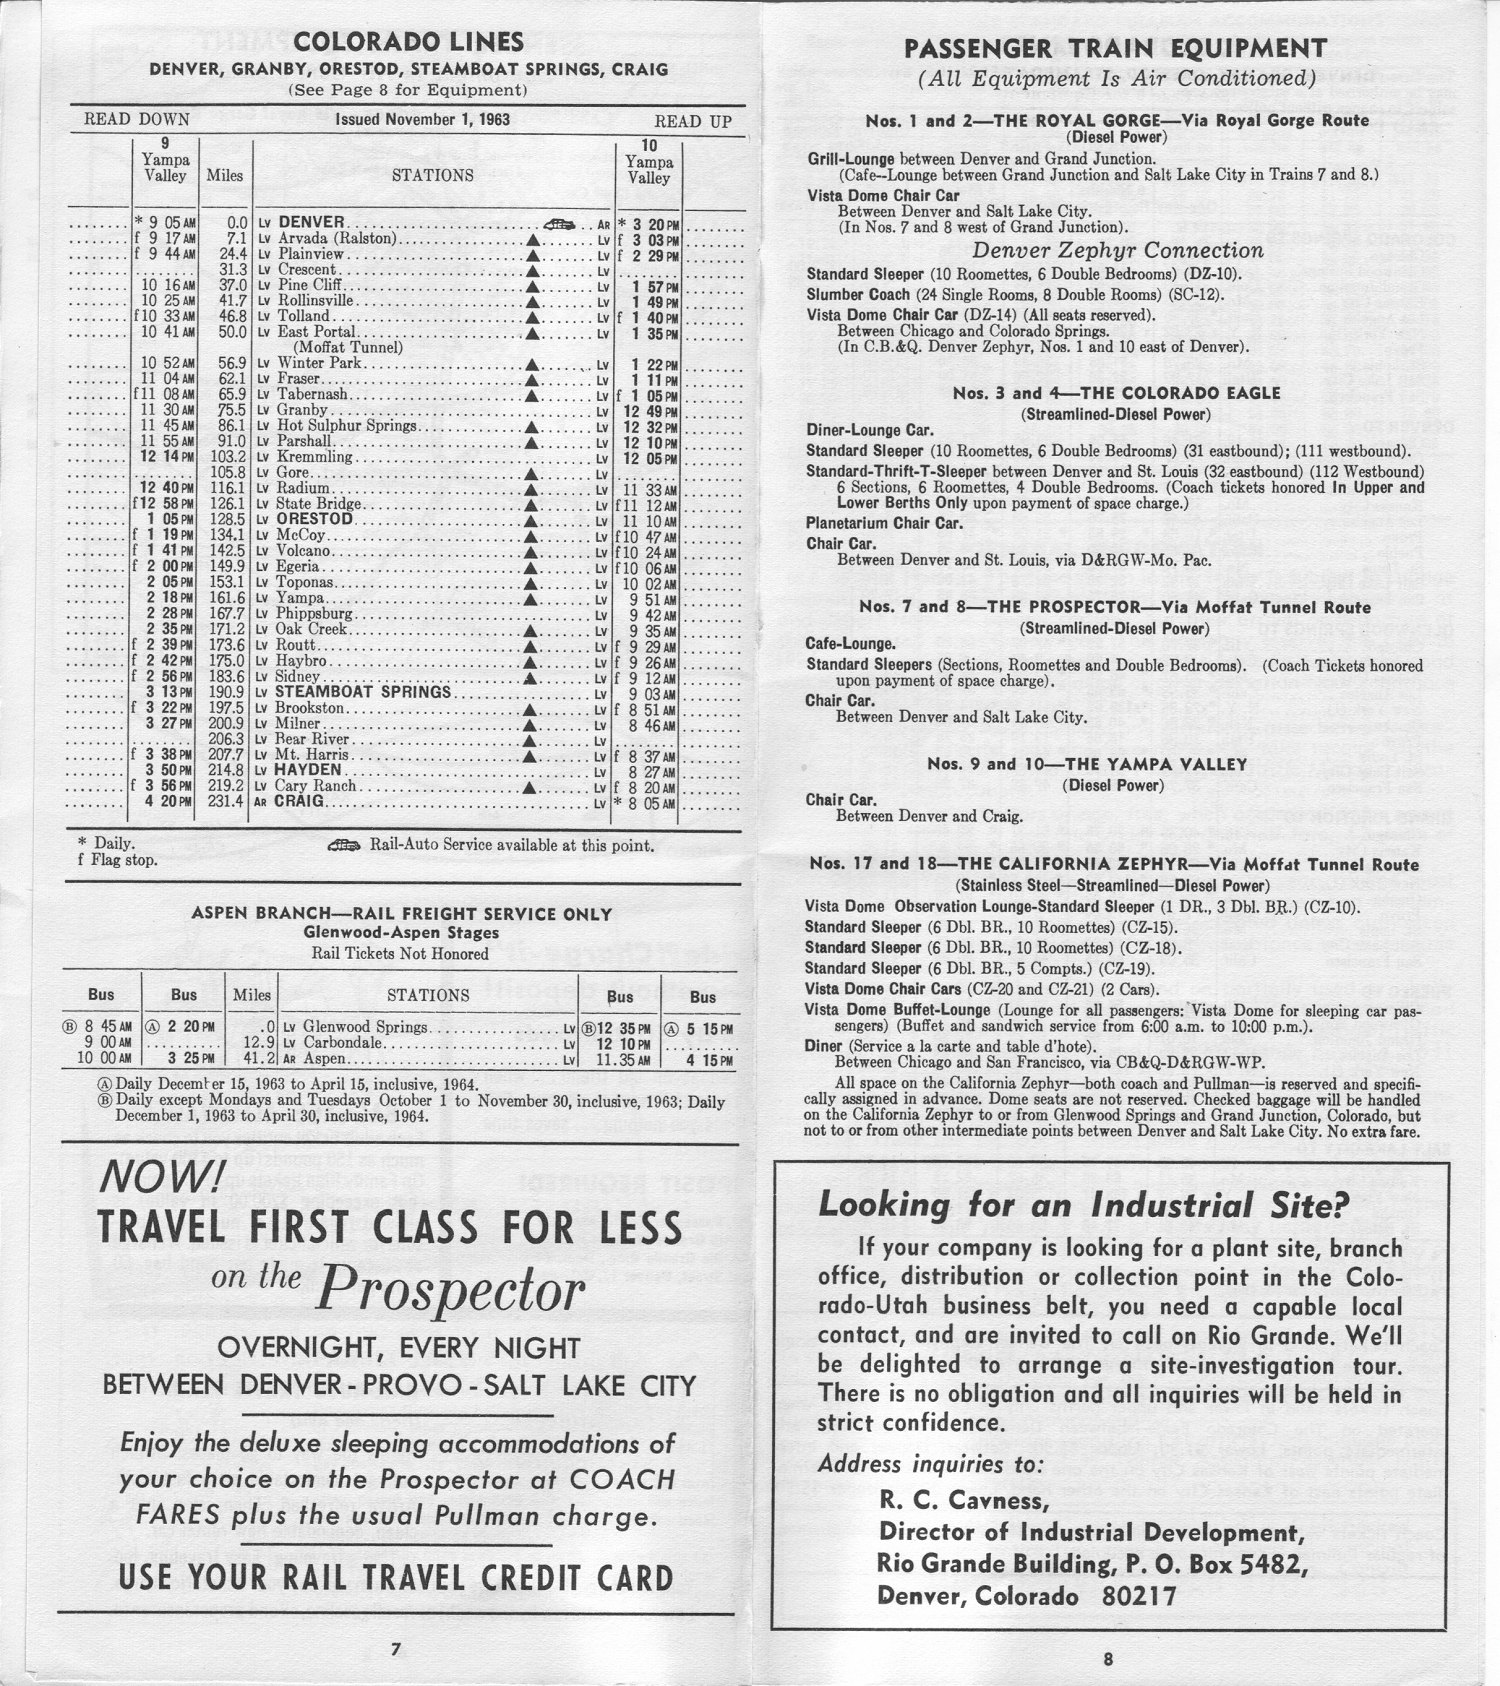 COLORADO LINES
DENVER, GRANBY, ORESTOD, STEAMBOAT SPRINGS, CRAIG
(See Page 8 for Equipment)
READ DOWN Issued November 1, 1963 READ UP
9 Yampa Valley Miles STATIONS 10 Yampa Valley
* 9 05 AM 0.0 Lv DENVER Ar * 3 20 PM
f 9 17 AM 7.1 Lv Arvada (Ralston) ▲ Lv f 3 03 PM
f 9 44 AM 24.4 Lv Plainview ▲ Lv f 2 29 PM
31.3 Lv Crescent ▲ Lv
10 16 AM 37.0 Lv Pine Cliff ▲ Lv 1 57 PM
10 25 AM 41.7 Lv Rollinsville ▲ Lv 1 49 PM
f10 33 AM 46.8 Lv Tolland ▲ Lv f 1 40 PM
10 41 AM 50.0 Lv East Portal ▲ Lv 1 35 PM
(Moffat Tunnel)
10 52 AM 56.9 Lv Winter Park ▲ Lv 1 22 PM
11 04 AM 62.1 Lv Fraser ▲ Lv 1 11 PM
f11 08 AM 65.9 Lv Tabernash ▲ Lv f 1 05 PM
11 30 AM 75.5 Lv Granby Lv 12 49 PM
11 45 AM 86.1 Lv Hot Sulphur Springs ▲ Lv 12 32 PM
11 55 AM 91.0 Lv Parshall ▲ Lv 12 10 PM
12 14 PM 103.2 Lv Kremmling Lv 12 05 PM
105.8 Lv Gore ▲ Lv
12 40 PM 116.1 Lv Radium ▲ Lv 11 33 AM
f12 58 PM 126.1 Lv State Bridge ▲ Lv f11 12 AM
1 05 PM 128.5 Lv ORESTOD ▲ Lv 11 10 AM
f 1 19 PM 134.1 Lv McCoy ▲ Lv f10 47 AM
f 1 41 PM 142.5 Lv Volcano ▲ Lv f10 24 AM
f 2 00 PM 149.9 Lv Egeria ▲ Lv f10 06 AM
2 05 PM 153.1 Lv Toponas ▲ Lv 10 02 AM
2 18 PM 161.6 Lv Yampa ▲ Lv 9 51 AM
2 28 PM 167.7 Lv Phippsburg Lv 9 42 AM
2 35 PM 171.2 Lv Oak Creek ▲ Lv 9 35 AM
f 2 39 PM 173.6 Lv Routt ▲ Lv f 9 29 AM
f 2 42 PM 175.0 Lv Haybro ▲ Lv f 9 26 AM
f 2 56 PM 183.6 Lv Sidney ▲ Lv f 9 12 AM
3 13 PM 190.9 Lv STEAMBOAT SPRINGS Lv 9 03 AM
f 3 22 PM 197.5 Lv Brookston ▲ Lv f 8 51 AM
3 27 PM 200.9 Lv Milner ▲ Lv 8 46 AM
206.3 Lv Bear River ▲ Lv
f 3 38 PM 207.7 Lv Mt. Harris ▲ Lv f 8 37 AM
3 50 PM 214.8 Lv HAYDEN Lv 8 27 AM
f 3 56 PM 219.2 Lv Cary Ranch ▲ Lv f 8 20 AM
4 20 PM 231.4 Ar CRAIG Lv * 8 05 AM
* Daily. Rail-Auto Service available at this point.
f Flag stop.
ASPEN BRANCH—RAIL FREIGHT SERVICE ONLY
Glenwood-Aspen Stages
Rail Tickets Not Honored
Bus Bus Miles STATIONS Bus Bus
Ⓑ 8 45 AM Ⓐ 2 20 PM .0 Lv Glenwood Springs Lv Ⓑ12 35 PM Ⓐ 5 15 PM
9 00 AM 12.9 Lv Carbondale Lv 12 10 PM
10 00 AM 3 25 PM 41.2 Ar Aspen Lv 11.35 AM 4 15 PM
Ⓐ Daily December 15, 1963 to April 15, inclusive, 1964.
Ⓑ Daily except Mondays and Tuesdays October 1 to November 30, inclusive, 1963; Daily
December 1, 1963 to April 30, inclusive, 1964.
NOW!
TRAVEL FIRST CLASS FOR LESS
on the Prospector
OVERNIGHT, EVERY NIGHT
BETWEEN DENVER - PROVO - SALT LAKE CITY
Enjoy the deluxe sleeping accommodations of
your choice on the Prospector at COACH
FARES plus the usual Pullman charge.
USE YOUR RAIL TRAVEL CREDIT CARD
7
PASSENGER TRAIN EQUIPMENT
(All Equipment Is Air Conditioned)
Nos. 1 and 2—THE ROYAL GORGE—Via Royal Gorge Route
(Diesel Power)
Grill-Lounge between Denver and Grand Junction.
(Cafe--Lounge between Grand Junction and Salt Lake City in Trains 7 and 8.)
Vista Dome Chair Car
Between Denver and Salt Lake City.
(In Nos. 7 and 8 west of Grand Junction).
Denver Zephyr Connection
Standard Sleeper (10 Roomettes, 6 Double Bedrooms) (DZ-10).
Slumber Coach (24 Single Rooms, 8 Double Rooms) (SC-12).
Vista Dome Chair Car (DZ-14) (All seats reserved).
Between Chicago and Colorado Springs.
(In C.B.&Q. Denver Zephyr, Nos. 1 and 10 east of Denver).
Nos. 3 and 4—THE COLORADO EAGLE
(Streamlined-Diesel Power)
Diner-Lounge Car.
Standard Sleeper (10 Roomettes, 6 Double Bedrooms) (31 eastbound); (111 westbound).
Standard-Thrift-T-Sleeper between Denver and St. Louis (32 eastbound) (112 Westbound)
6 Sections, 6 Roomettes, 4 Double Bedrooms. (Coach tickets honored In Upper and
Lower Berths Only upon payment of space charge.)
Planetarium Chair Car.
Chair Car.
Between Denver and St. Louis, via D&RGW-Mo. Pac.
Nos. 7 and 8—THE PROSPECTOR—Via Moffat Tunnel Route
(Streamlined-Diesel Power)
Cafe-Lounge.
Standard Sleepers (Sections, Roomettes and Double Bedrooms). (Coach Tickets honored
upon payment of space charge).
Chair Car.
Between Denver and Salt Lake City.
Nos. 9 and 10—THE YAMPA VALLEY
(Diesel Power)
Chair Car.
Between Denver and Craig.
Nos. 17 and 18—THE CALIFORNIA ZEPHYR—Via Moffat Tunnel Route
(Stainless Steel—Streamlined—Diesel Power)
Vista Dome Observation Lounge-Standard Sleeper (1 DR., 3 Dbl. BR.) (CZ-10).
Standard Sleeper (6 Dbl. BR., 10 Roomettes) (CZ-15).
Standard Sleeper (6 Dbl. BR., 10 Roomettes) (CZ-18).
Standard Sleeper (6 Dbl. BR., 5 Compts.) (CZ-19).
Vista Dome Chair Cars (CZ-20 and CZ-21) (2 Cars).
Vista Dome Buffet-Lounge (Lounge for all passengers: Vista Dome for sleeping car pas-
sengers) (Buffet and sandwich service from 6:00 a.m. to 10:00 p.m.).
Diner (Service a la carte and table d'hote).
Between Chicago and San Francisco, via CB&Q-D&RGW-WP.
All space on the California Zephyr—both coach and Pullman—is reserved and specifi-
cally assigned in advance. Dome seats are not reserved. Checked baggage will be handled
on the California Zephyr to or from Glenwood Springs and Grand Junction, Colorado, but
not to or from other intermediate points between Denver and Salt Lake City. No extra fare.
Looking for an Industrial Site?
If your company is looking for a plant site, branch
office, distribution or collection point in the Colo-
rado-Utah business belt, you need a capable local
contact, and are invited to call on Rio Grande. We'll
be delighted to arrange a site-investigation tour.
There is no obligation and all inquiries will be held in
strict confidence.
Address inquiries to:
R. C. Cavness,
Director of Industrial Development,
Rio Grande Building, P. O. Box 5482,
Denver, Colorado 80217
8